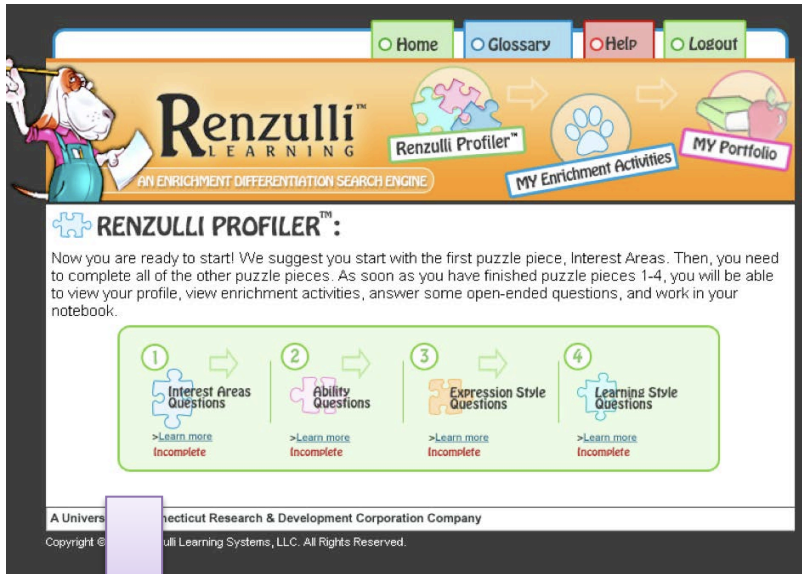 Home Glossary Help Logout
Renzulli™
LEARNING
AN ENRICHMENT DIFFERENTIATION SEARCH ENGINE
Renzulli Profiler™
MY Enrichment Activities
MY Portfolio
RENZULLI PROFILER™:
Now you are ready to start! We suggest you start with the first puzzle piece, Interest Areas. Then, you need
to complete all of the other puzzle pieces. As soon as you have finished puzzle pieces 1-4, you will be able
to view your profile, view enrichment activities, answer some open-ended questions, and work in your
notebook.
1 2 3 4
Interest Areas Ability Expression Style Learning Style
Questions Questions Questions Questions
>Learn more >Learn more >Learn more >Learn more
Incomplete Incomplete Incomplete Incomplete
A Univers necticut Research & Development Corporation Company
Copyright © ulli Learning Systems, LLC. All Rights Reserved.